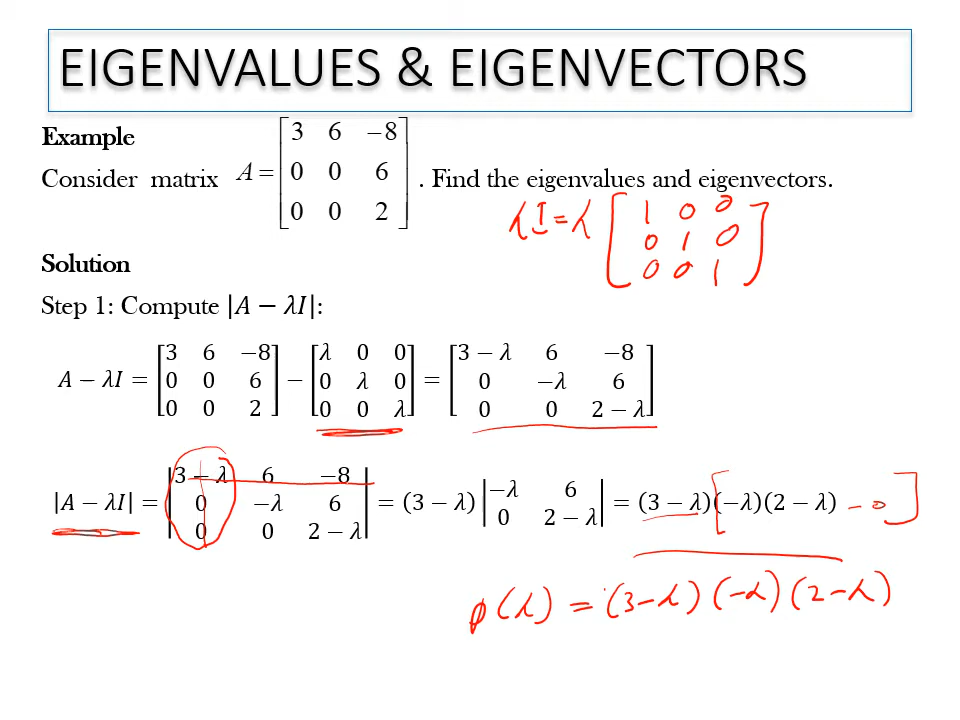 EIGENVALUES & EIGENVECTORS
Example
Consider matrix A = [3 6 −8; 0 0 6; 0 0 2]. Find the eigenvalues and eigenvectors.
λI = λ [1 0 0; 0 1 0; 0 0 1]
Solution
Step 1: Compute |A − λI|:
A − λI = [3 6 −8; 0 0 6; 0 0 2] − [λ 0 0; 0 λ 0; 0 0 λ] = [3 − λ 6 −8; 0 −λ 6; 0 0 2 − λ]
|A − λI| = |3 − λ 6 −8; 0 −λ 6; 0 0 2 − λ| = (3 − λ) |−λ 6; 0 2 − λ| = (3 − λ)[(−λ)(2 − λ) − 0]
p(λ) = (3−λ)(−λ)(2−λ)